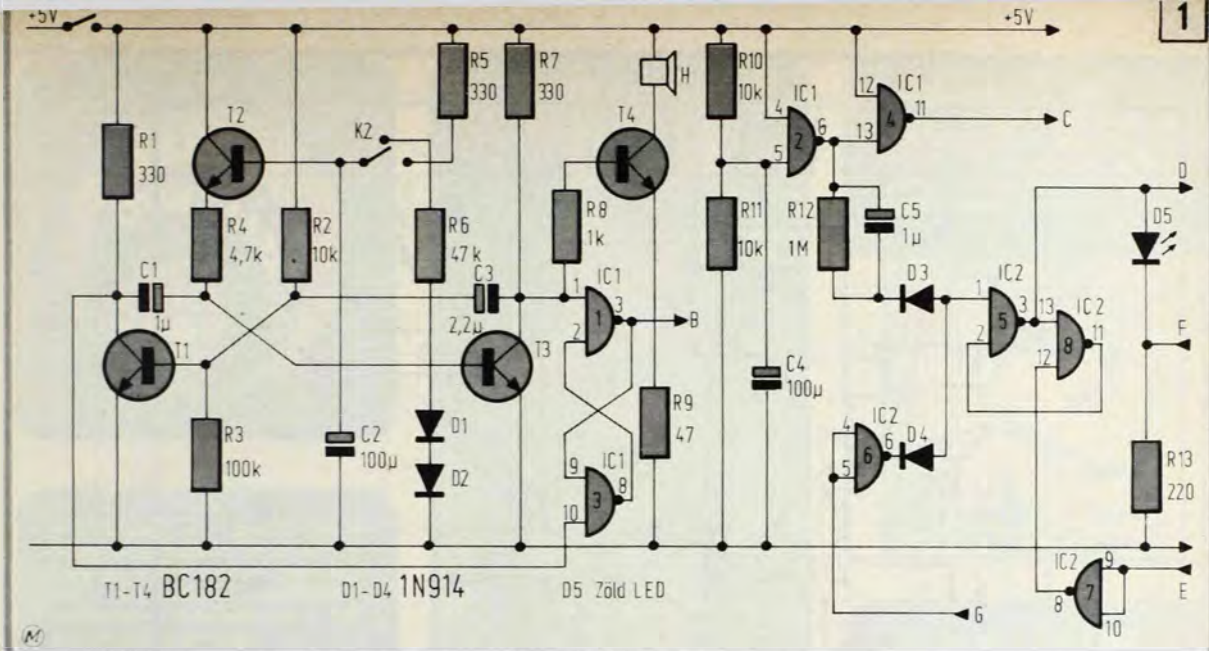 +5V
+5V
1
R1
330
T2
R4
4,7k
R2
10k
K2
R5
330
R7
330
T4
H
R10
10k
4
5
IC1
2
6
12
13
IC1
4
11
C
D
R6
47k
R8
1k
R11
10k
R12
1M
C5
1µ
D5
C1
1µ
C3
2,2µ
1
2
IC1
1
3
B
D3
1
2
IC2
5
3
13
12
IC2
8
11
F
T1
T3
R3
100k
C2
100µ
D1
D2
9
10
IC1
3
8
R9
47
C4
100µ
4
5
IC2
6
6
D4
R13
220
T1-T4 BC182
D1-D4 1N914
D5 Zöld LED
G
IC2
8
7
9
10
E
M